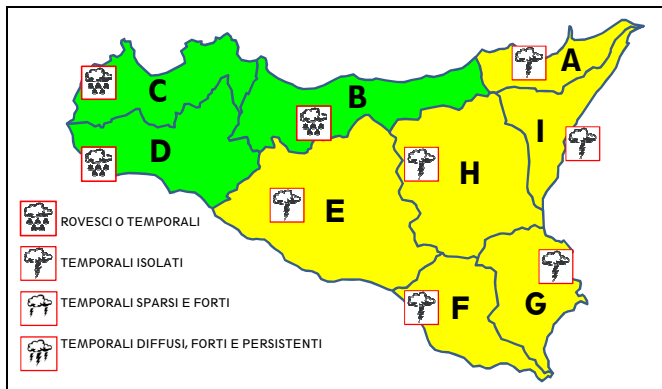 A
C
B
I
D
H
E
ROVESCI O TEMPORALI
TEMPORALI ISOLATI
F
G
TEMPORALI SPARSI E FORTI
TEMPORALI DIFFUSI, FORTI E PERSISTENTI